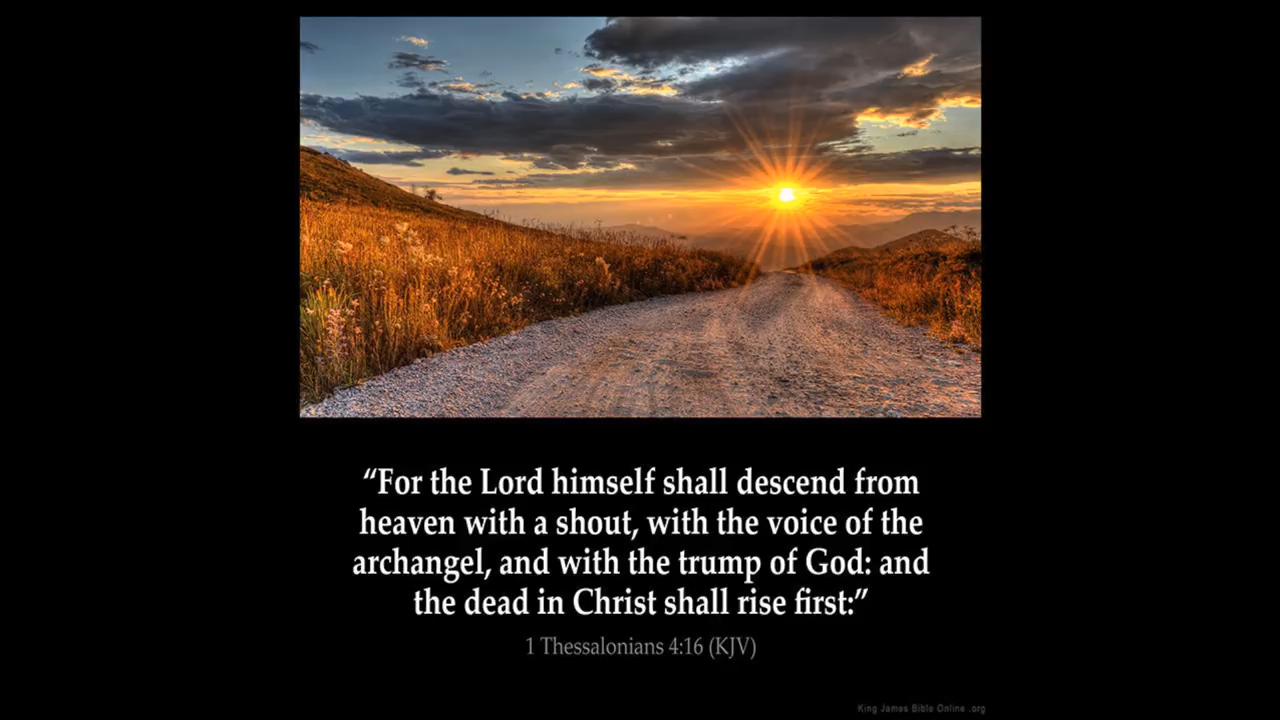 “For the Lord himself shall descend from
heaven with a shout, with the voice of the
archangel, and with the trump of God: and
the dead in Christ shall rise first:”
1 Thessalonians 4:16 (KJV)
King James Bible Online .org